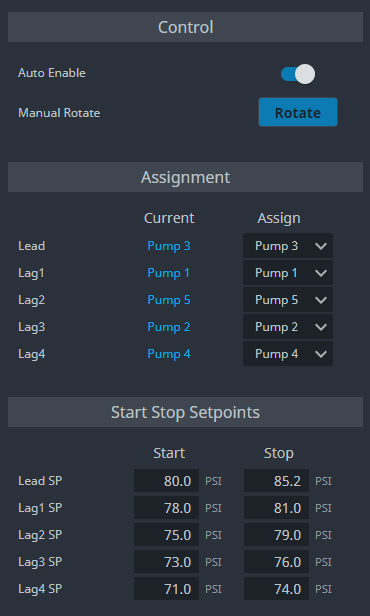 Control
Auto Enable
Manual Rotate Rotate
Assignment
Current Assign
Lead Pump 3 Pump 3
Lag1 Pump 1 Pump 1
Lag2 Pump 5 Pump 5
Lag3 Pump 2 Pump 2
Lag4 Pump 4 Pump 4
Start Stop Setpoints
Start Stop
Lead SP 80.0 PSI 85.2 PSI
Lag1 SP 78.0 PSI 81.0 PSI
Lag2 SP 75.0 PSI 79.0 PSI
Lag3 SP 73.0 PSI 76.0 PSI
Lag4 SP 71.0 PSI 74.0 PSI